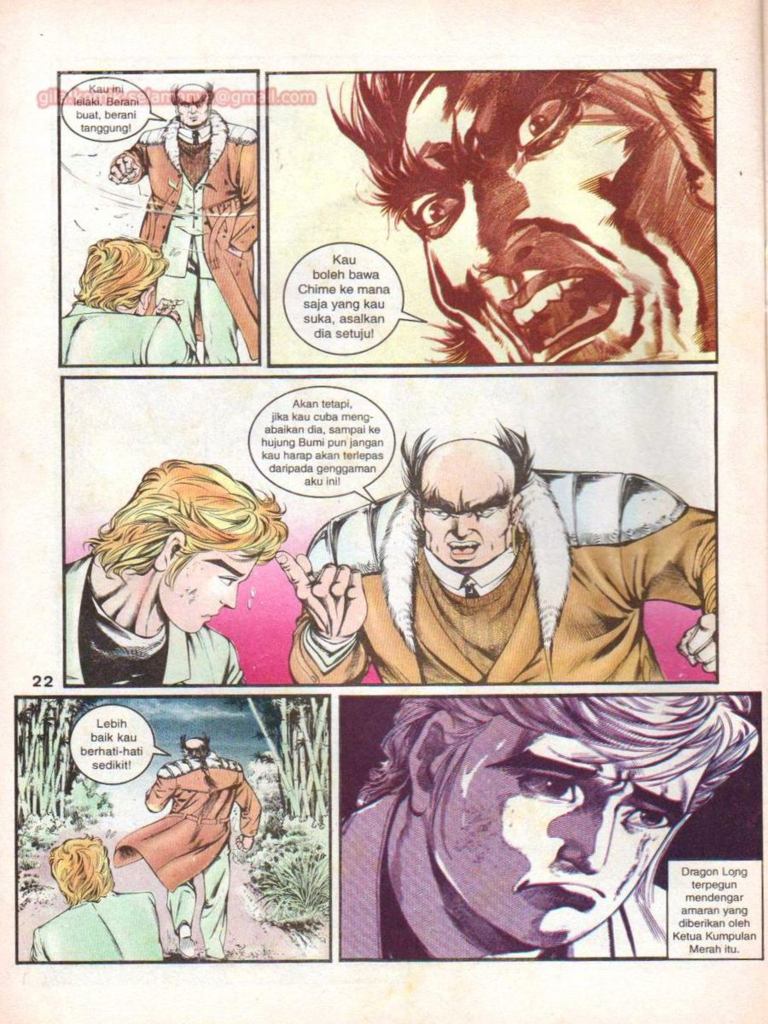 Kau ini
lelaki. Berani
buat, berani
tanggung!
Kau
boleh bawa
Chime ke mana
saja yang kau
suka, asalkan
dia setuju!
Akan tetapi,
jika kau cuba meng-
abaikan dia, sampai ke
hujung Bumi pun jangan
kau harap akan terlepas
daripada genggaman
aku ini!
22
Lebih
baik kau
berhati-hati
sedikit!
Dragon Long
terpegun
mendengar
amaran yang
diberikan oleh
Ketua Kumpulan
Merah itu.